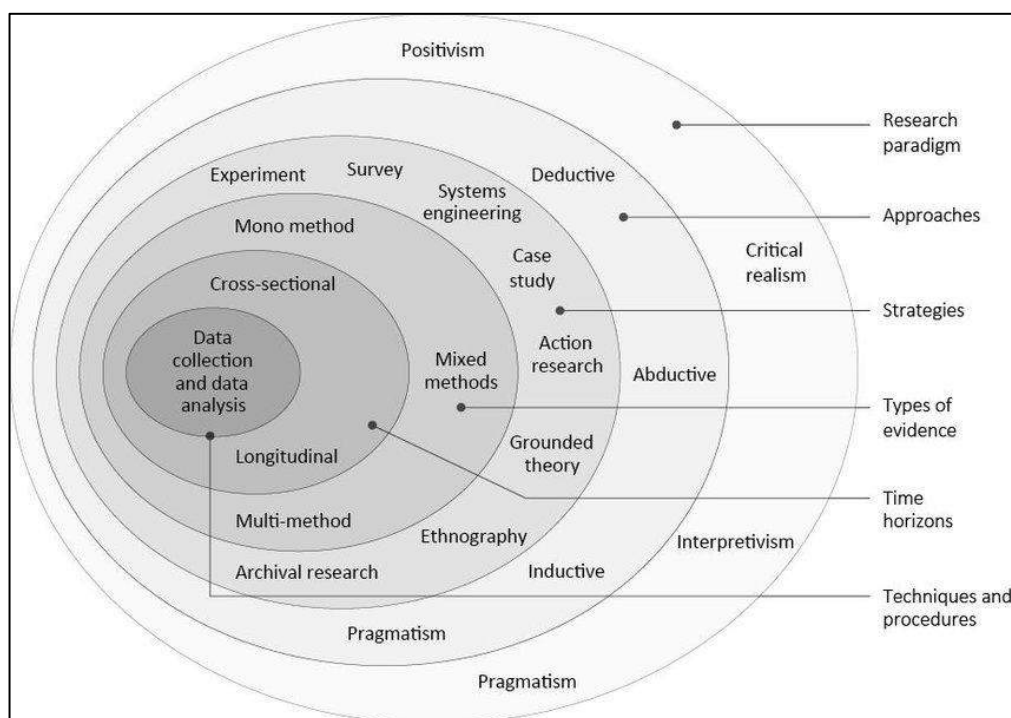 Positivism
Research
paradigm
Experiment
Survey
Deductive
Systems
engineering
Approaches
Mono method
Case
study
Critical
realism
Cross-sectional
Strategies
Data
collection
and data
analysis
Mixed
methods
Action
research
Abductive
Types of
evidence
Longitudinal
Grounded
theory
Time
horizons
Multi-method
Ethnography
Interpretivism
Archival research
Inductive
Techniques and
procedures
Pragmatism
Pragmatism